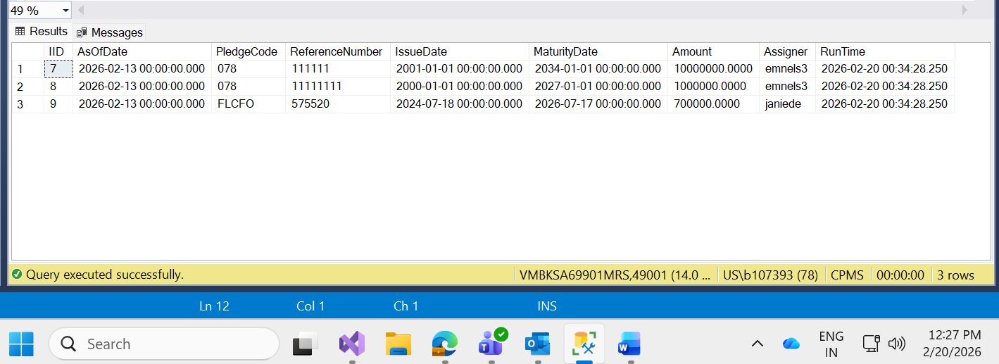 49 %
Results Messages
IID AsOfDate PledgeCode ReferenceNumber IssueDate MaturityDate Amount Assigner RunTime
1 7 2026-02-13 00:00:00.000 078 111111 2001-01-01 00:00:00.000 2034-01-01 00:00:00.000 10000000.0000 emnels3 2026-02-20 00:34:28.250
2 8 2026-02-13 00:00:00.000 078 11111111 2000-01-01 00:00:00.000 2027-01-01 00:00:00.000 1000000.0000 emnels3 2026-02-20 00:34:28.250
3 9 2026-02-13 00:00:00.000 FLCFO 575520 2024-07-18 00:00:00.000 2026-07-17 00:00:00.000 700000.0000 janiede 2026-02-20 00:34:28.250
Query executed successfully. VMBKSA69901MRS,49001 (14.0 ... US\b107393 (78) CPMS 00:00:00 3 rows
Ln 12 Col 1 Ch 1 INS
Search ENG 12:27 PM
IN 2/20/2026